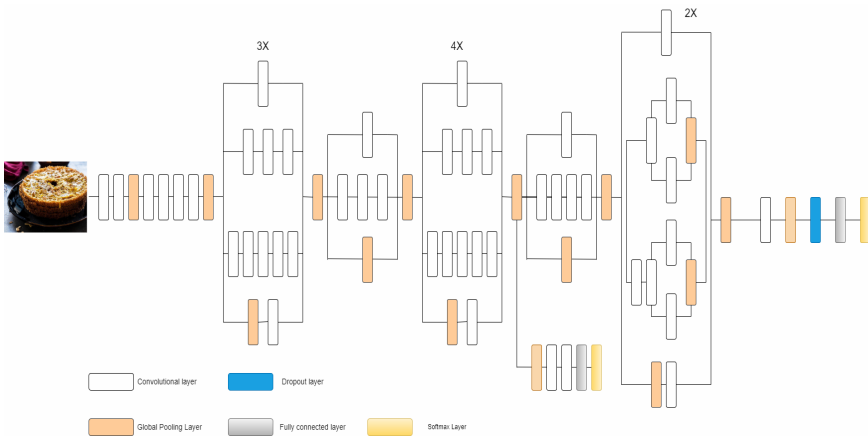 2X
3X
4X
Convolutional layer
Dropout layer
Global Pooling Layer
Fully connected layer
Softmax Layer